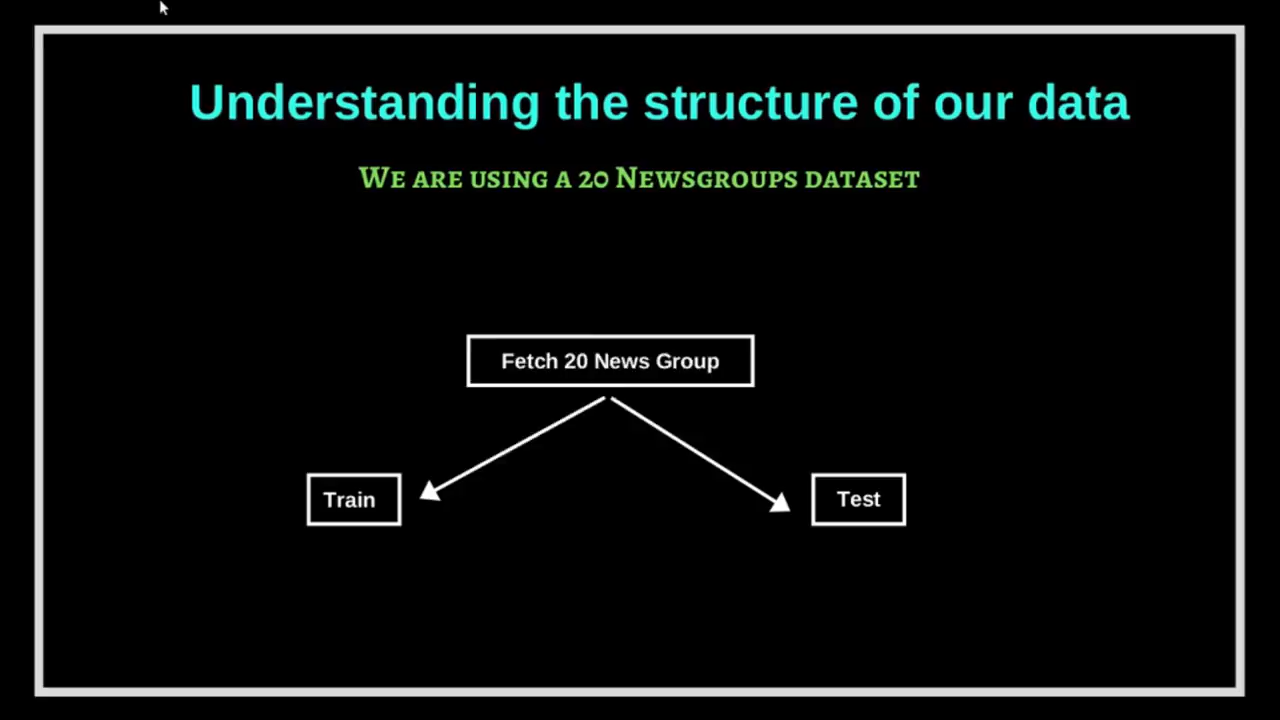 Understanding the structure of our data
We are using a 20 Newsgroups dataset
Fetch 20 News Group
Train
Test